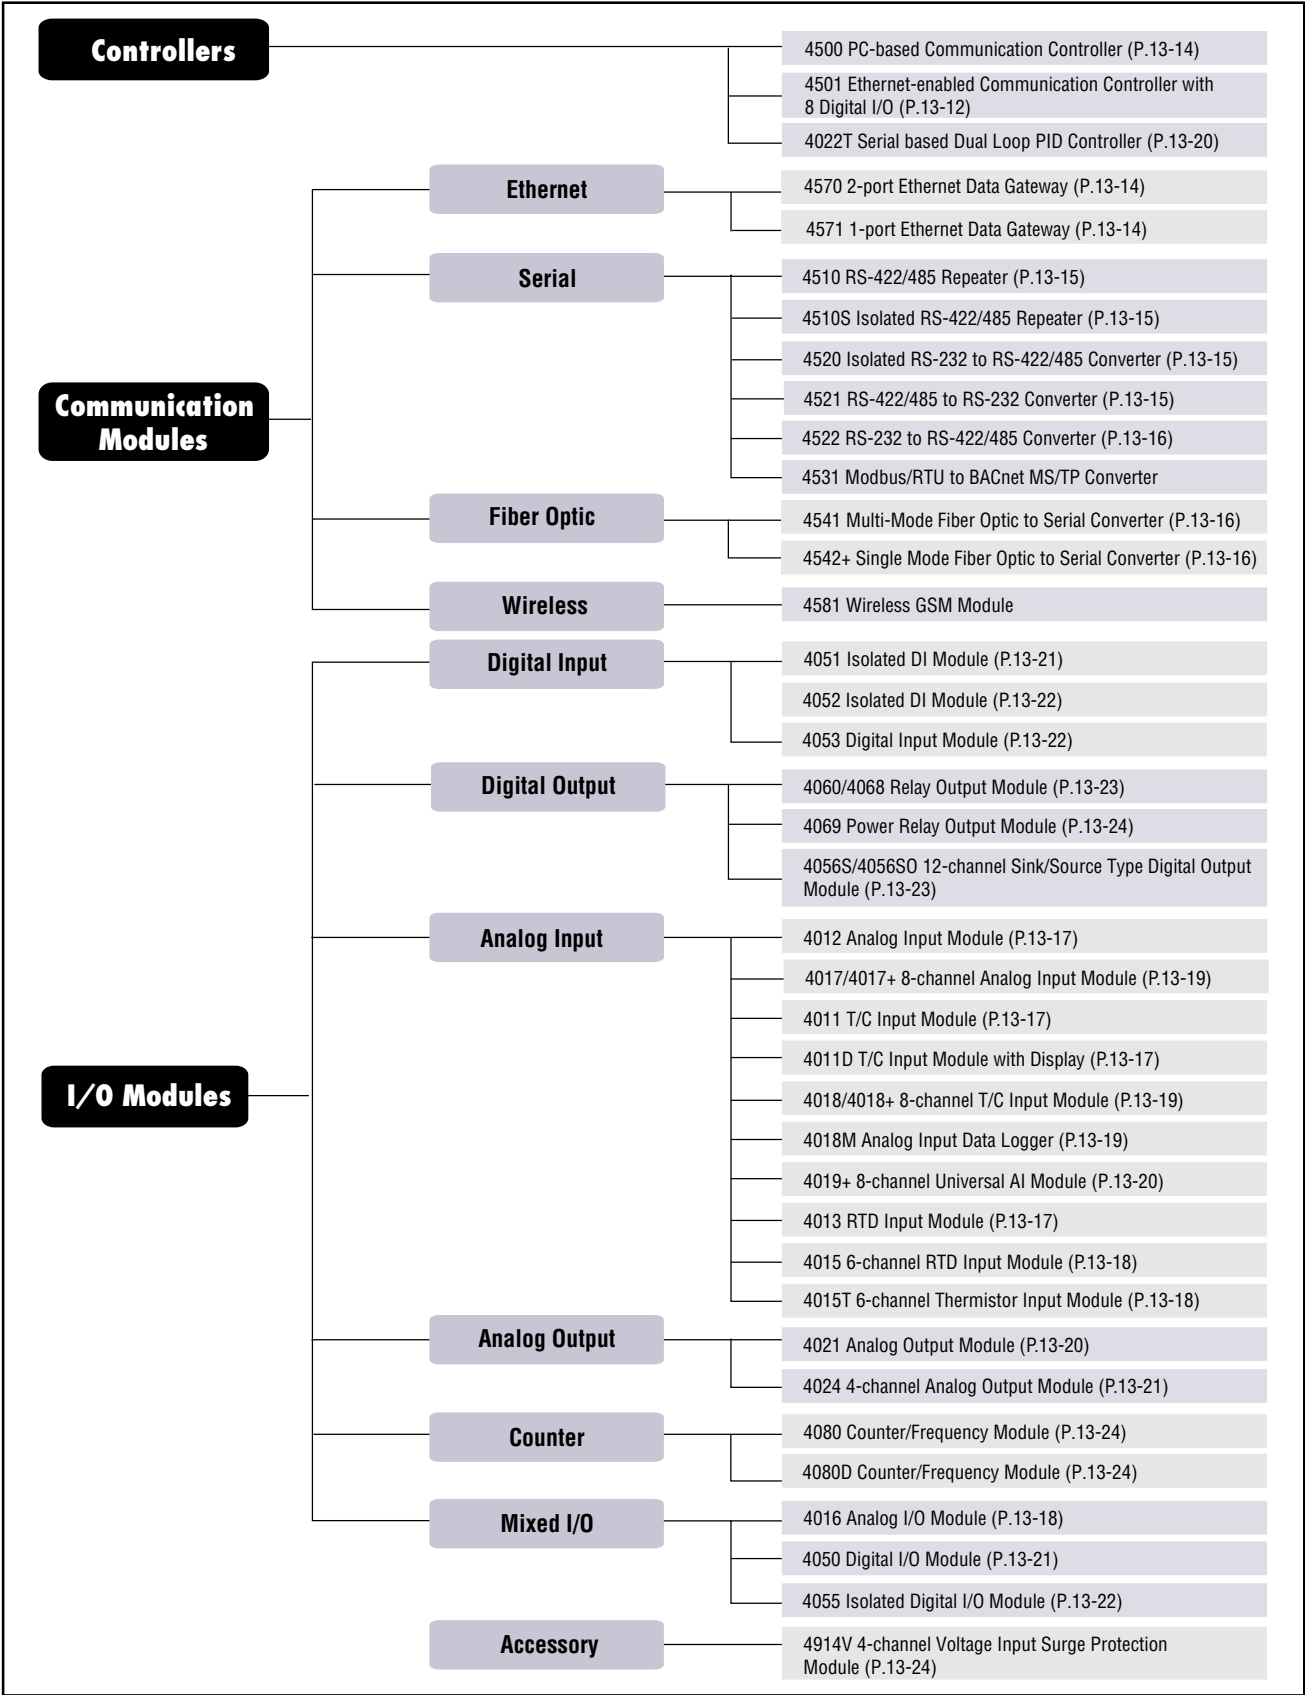 Controllers
4500 PC-based Communication Controller (P.13-14)
4501 Ethernet-enabled Communication Controller with
8 Digital I/O (P.13-12)
4022T Serial based Dual Loop PID Controller (P.13-20)
Communication
Modules
Ethernet
4570 2-port Ethernet Data Gateway (P.13-14)
4571 1-port Ethernet Data Gateway (P.13-14)
Serial
4510 RS-422/485 Repeater (P.13-15)
4510S Isolated RS-422/485 Repeater (P.13-15)
4520 Isolated RS-232 to RS-422/485 Converter (P.13-15)
4521 RS-422/485 to RS-232 Converter (P.13-15)
4522 RS-232 to RS-422/485 Converter (P.13-16)
4531 Modbus/RTU to BACnet MS/TP Converter
Fiber Optic
4541 Multi-Mode Fiber Optic to Serial Converter (P.13-16)
4542+ Single Mode Fiber Optic to Serial Converter (P.13-16)
Wireless
4581 Wireless GSM Module
I/O Modules
Digital Input
4051 Isolated DI Module (P.13-21)
4052 Isolated DI Module (P.13-22)
4053 Digital Input Module (P.13-22)
Digital Output
4060/4068 Relay Output Module (P.13-23)
4069 Power Relay Output Module (P.13-24)
4056S/4056SO 12-channel Sink/Source Type Digital Output
Module (P.13-23)
Analog Input
4012 Analog Input Module (P.13-17)
4017/4017+ 8-channel Analog Input Module (P.13-19)
4011 T/C Input Module (P.13-17)
4011D T/C Input Module with Display (P.13-17)
4018/4018+ 8-channel T/C Input Module (P.13-19)
4018M Analog Input Data Logger (P.13-19)
4019+ 8-channel Universal AI Module (P.13-20)
4013 RTD Input Module (P.13-17)
4015 6-channel RTD Input Module (P.13-18)
4015T 6-channel Thermistor Input Module (P.13-18)
Analog Output
4021 Analog Output Module (P.13-20)
4024 4-channel Analog Output Module (P.13-21)
Counter
4080 Counter/Frequency Module (P.13-24)
4080D Counter/Frequency Module (P.13-24)
Mixed I/O
4016 Analog I/O Module (P.13-18)
4050 Digital I/O Module (P.13-21)
4055 Isolated Digital I/O Module (P.13-22)
Accessory
4914V 4-channel Voltage Input Surge Protection
Module (P.13-24)